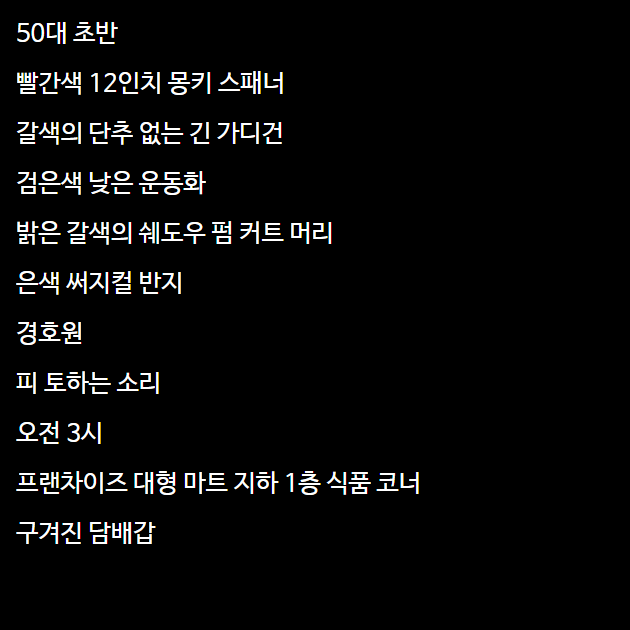 50대 초반
빨간색 12인치 몽키 스패너
갈색의 단추 없는 긴 가디건
검은색 낮은 운동화
밝은 갈색의 쉐도우 펌 커트 머리
은색 써지컬 반지
경호원
피 토하는 소리
오전 3시
프랜차이즈 대형 마트 지하 1층 식품 코너
구겨진 담배갑